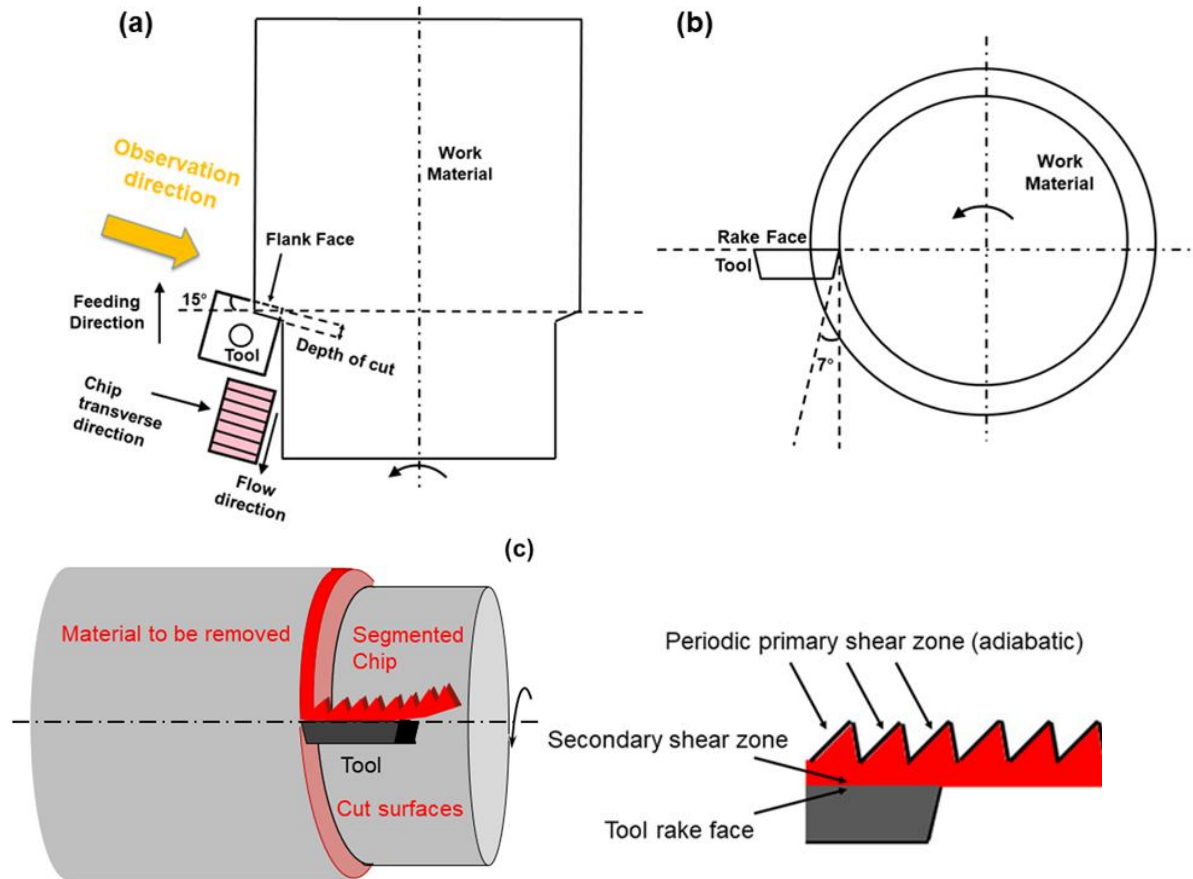 (a)
Observation
direction
Work
Material
Flank Face
Feeding
Direction
15°
Tool
Depth of cut
Chip
transverse
direction
Flow
direction
(b)
Work
Material
Rake Face
Tool
7°
(c)
Material to be removed
Segmented
Chip
Tool
Cut surfaces
Periodic primary shear zone (adiabatic)
Secondary shear zone
Tool rake face